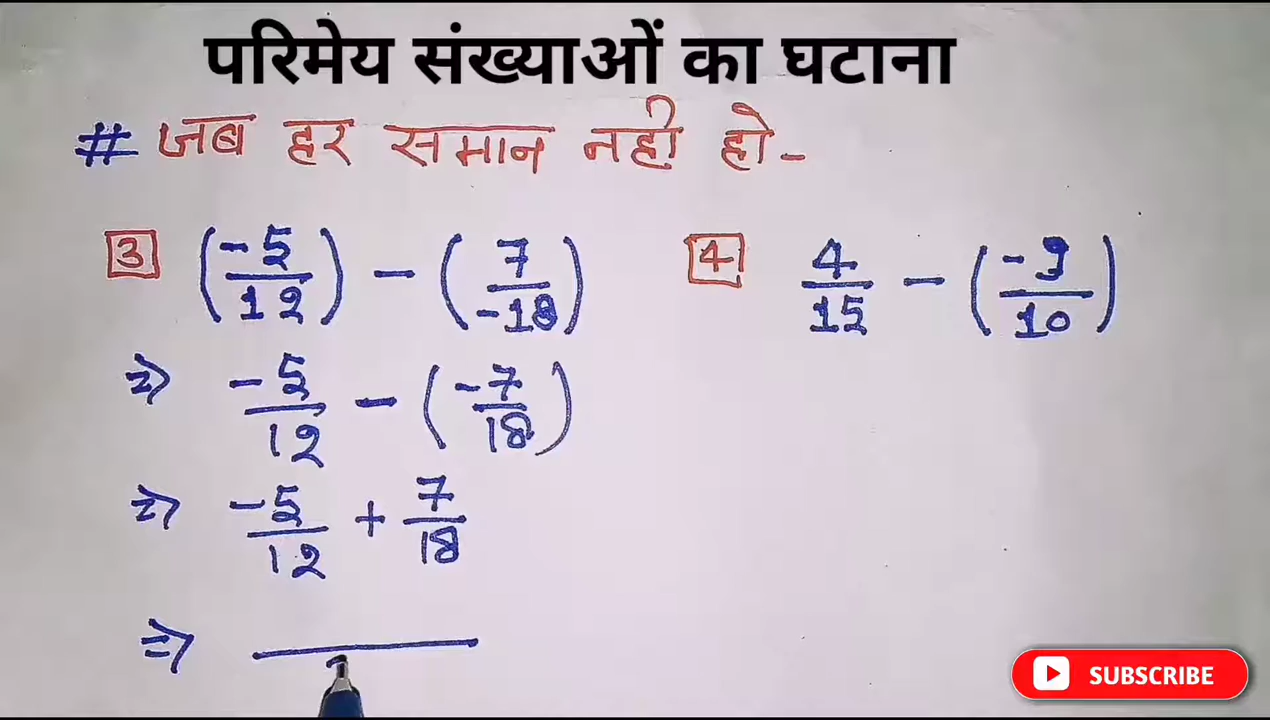 परिमेय संख्याओं का घटाना
# जब हर समान नहीं हो-
3 (-5/12) - (7/-18)
⇒ -5/12 - (-7/18)
⇒ -5/12 + 7/18
⇒
4 4/15 - (-9/10)
SUBSCRIBE